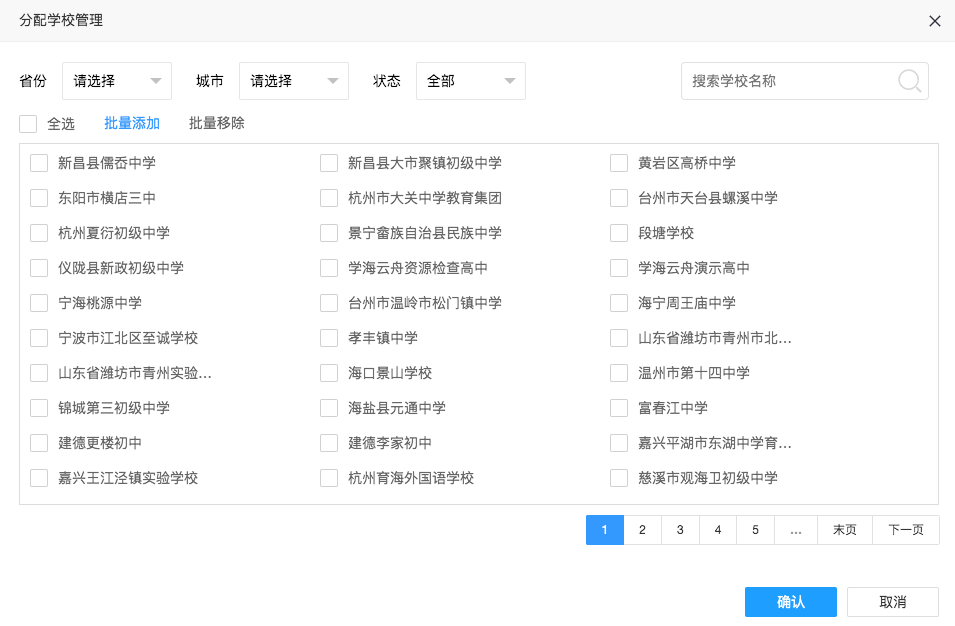 分配学校管理
省份 请选择 城市 请选择 状态 全部 搜索学校名称
全选 批量添加 批量移除
新昌县儒岙中学 新昌县大市聚镇初级中学 黄岩区高桥中学
东阳市横店三中 杭州市大关中学教育集团 台州市天台县螺溪中学
杭州夏衍初级中学 景宁畲族自治县民族中学 段塘学校
仪陇县新政初级中学 学海云舟资源检查高中 学海云舟演示高中
宁海桃源中学 台州市温岭市松门镇中学 海宁周王庙中学
宁波市江北区至诚学校 孝丰镇中学 山东省潍坊市青州市北...
山东省潍坊市青州实验... 海口景山学校 温州市第十四中学
锦城第三初级中学 海盐县元通中学 富春江中学
建德更楼初中 建德李家初中 嘉兴平湖市东湖中学育...
嘉兴王江泾镇实验学校 杭州育海外国语学校 慈溪市观海卫初级中学
1 2 3 4 5 ... 末页 下一页
确认 取消